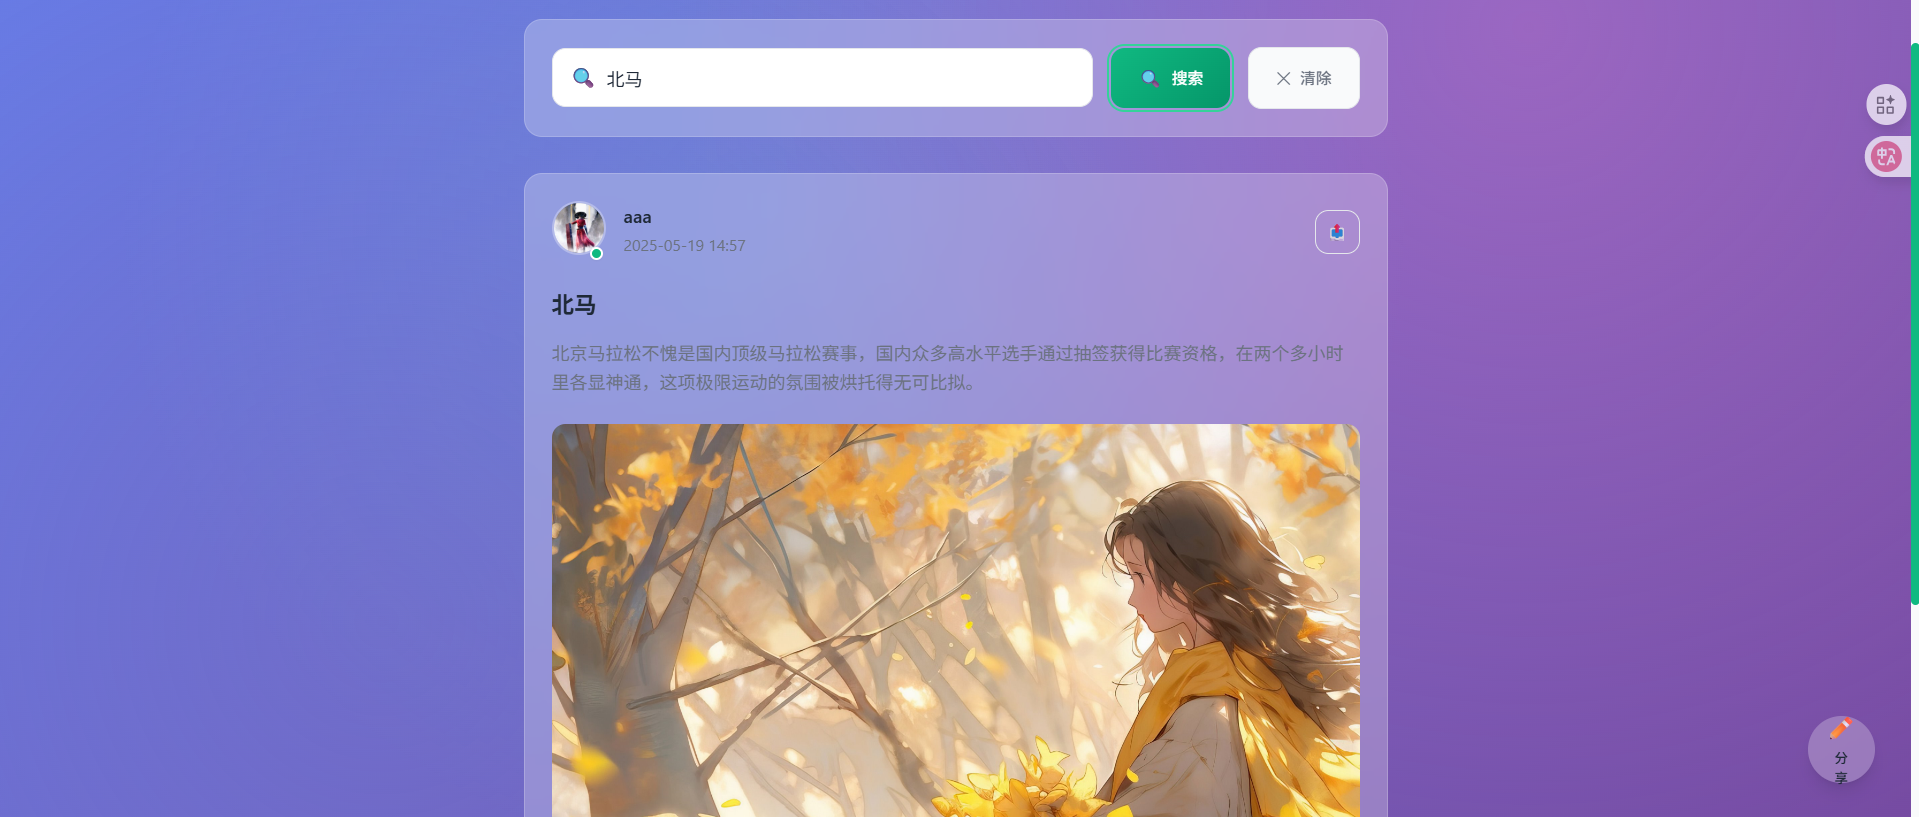 北马
搜索
清除
aaa
2025-05-19 14:57
北马
北京马拉松不愧是国内顶级马拉松赛事，国内众多高水平选手通过抽签获得比赛资格，在两个多小时
里各显神通，这项极限运动的氛围被烘托得无可比拟。
中A
分
享